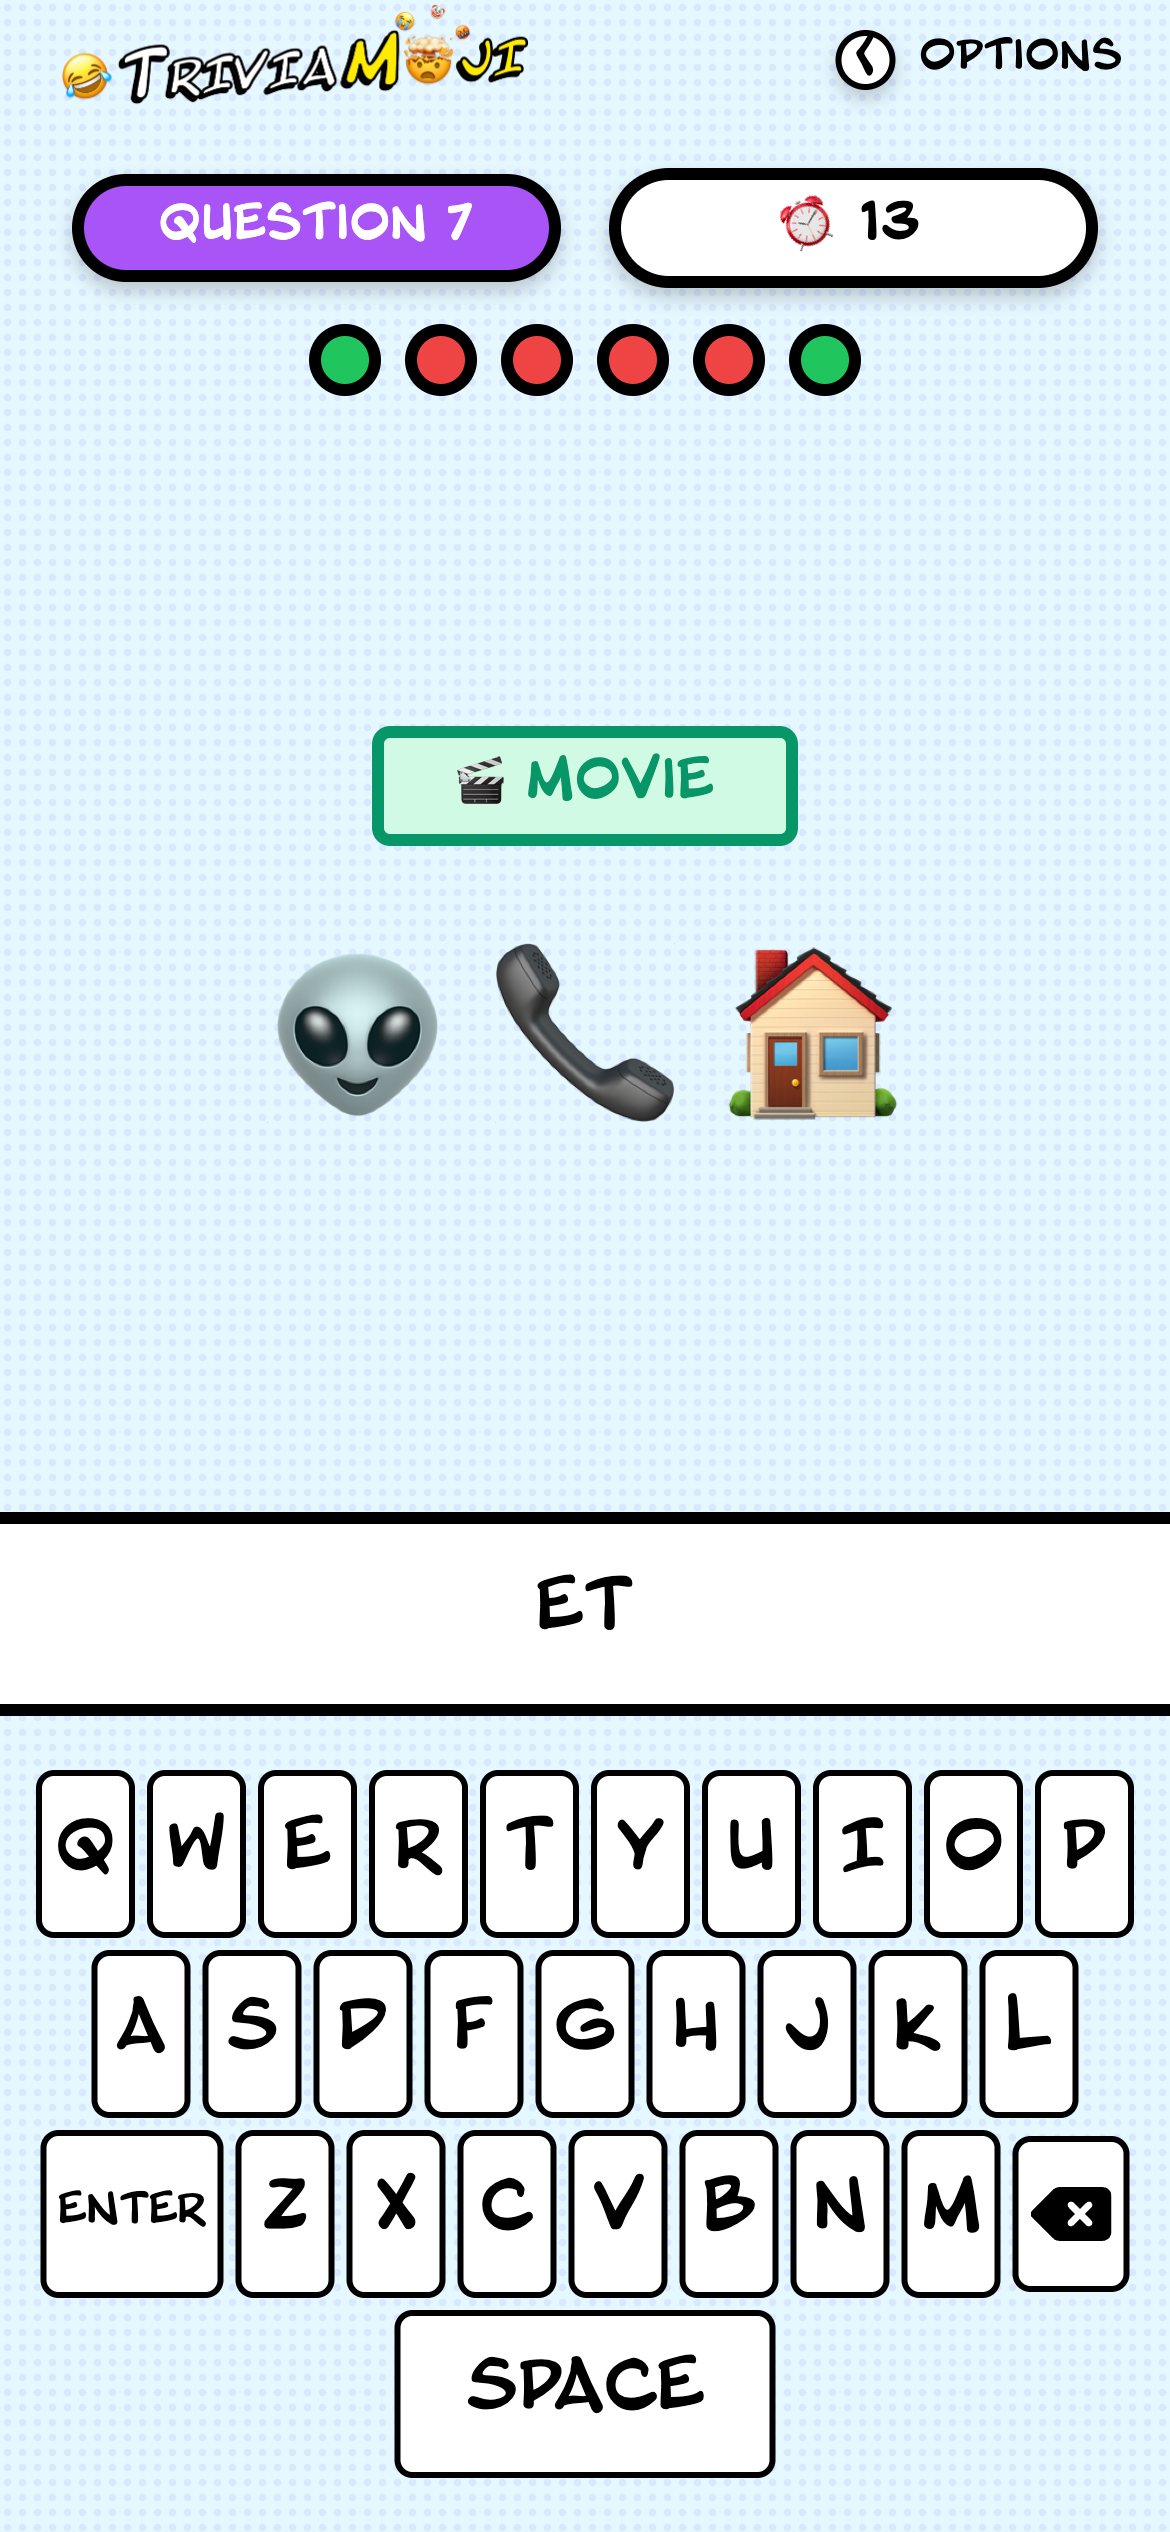 TRIVIAMOJI
OPTIONS
QUESTION 7
13
MOVIE
ET
Q W E R T Y U I O P
A S D F G H J K L
ENTER Z X C V B N M
SPACE